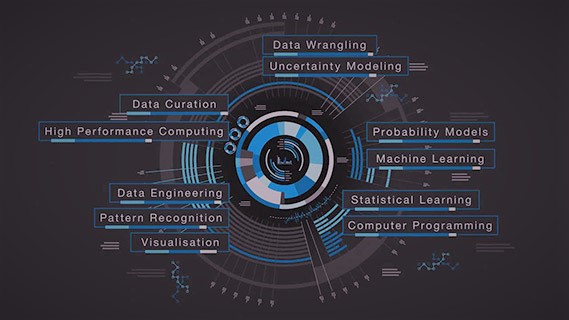 Data Wrangling
Uncertainty Modeling
Data Curation
High Performance Computing
Probability Models
Machine Learning
Data Engineering
Statistical Learning
Pattern Recognition
Computer Programming
Visualisation